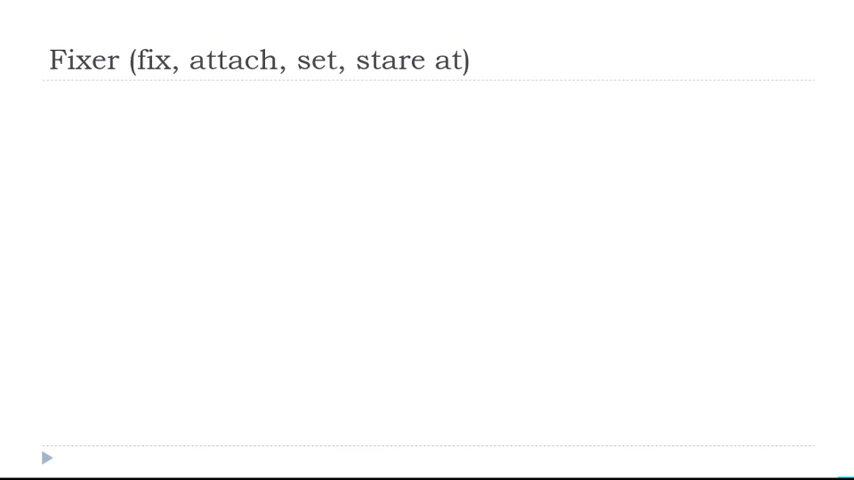 Fixer (fix, attach, set, stare at)